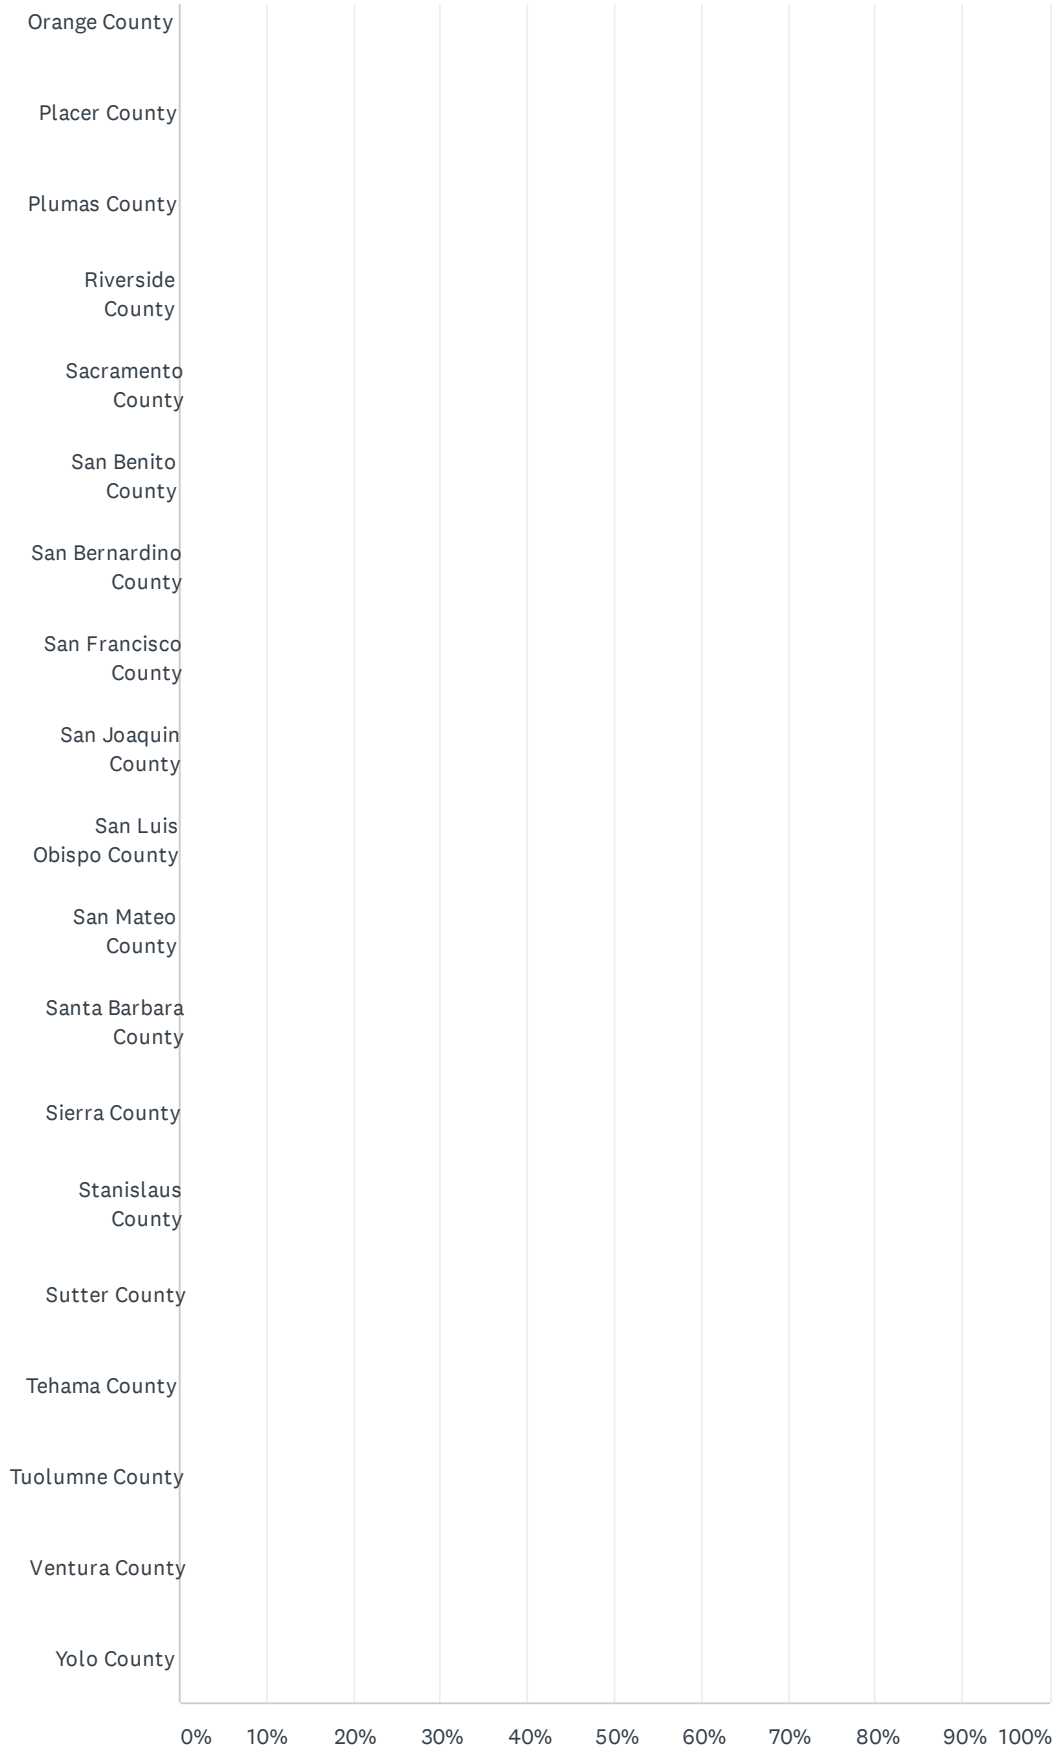 Orange County
Placer County
Plumas County
Riverside
County
Sacramento
County
San Benito
County
San Bernardino
County
San Francisco
County
San Joaquin
County
San Luis
Obispo County
San Mateo
County
Santa Barbara
County
Sierra County
Stanislaus
County
Sutter County
Tehama County
Tuolumne County
Ventura County
Yolo County
0% 10% 20% 30% 40% 50% 60% 70% 80% 90% 100%